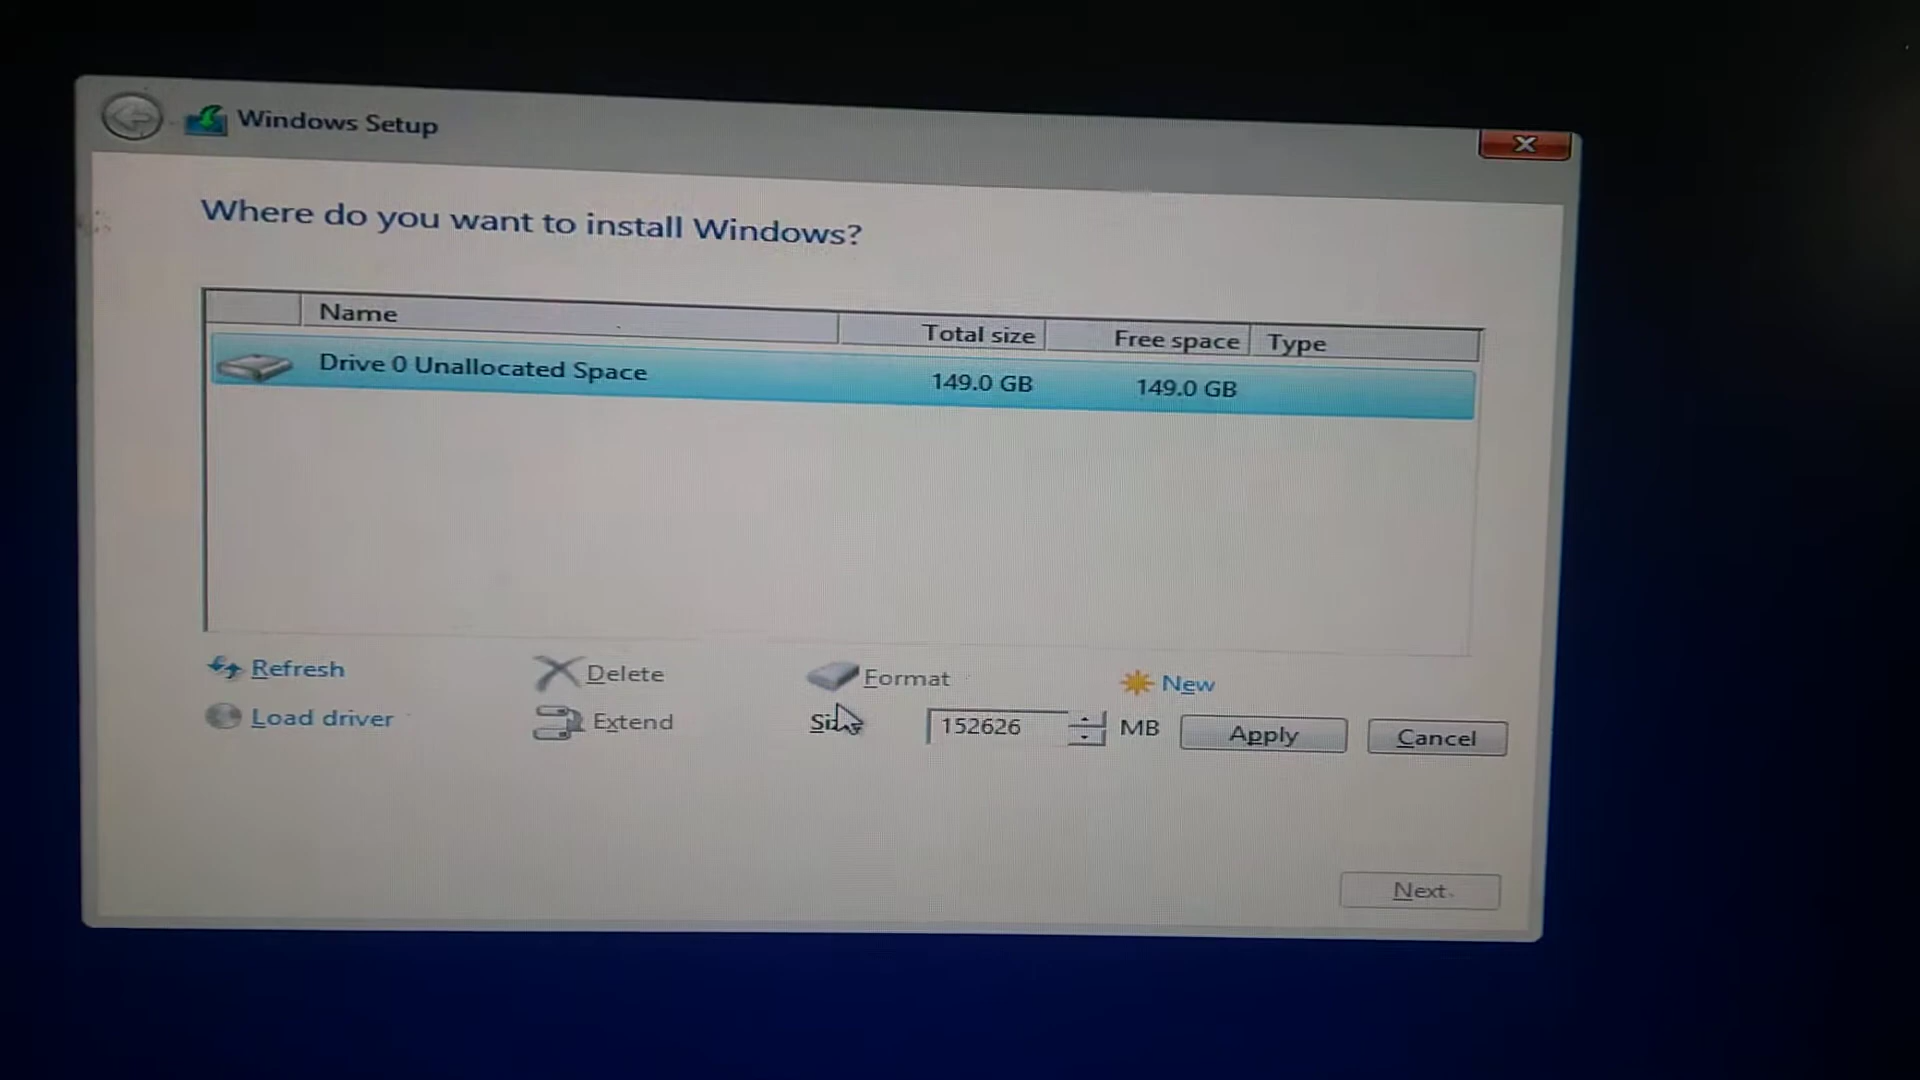 Windows Setup
Where do you want to install Windows?
Name Total size Free space Type
Drive 0 Unallocated Space 149.0 GB 149.0 GB
Refresh Delete Format New
Load driver Extend Size 152626 MB Apply Cancel
Next